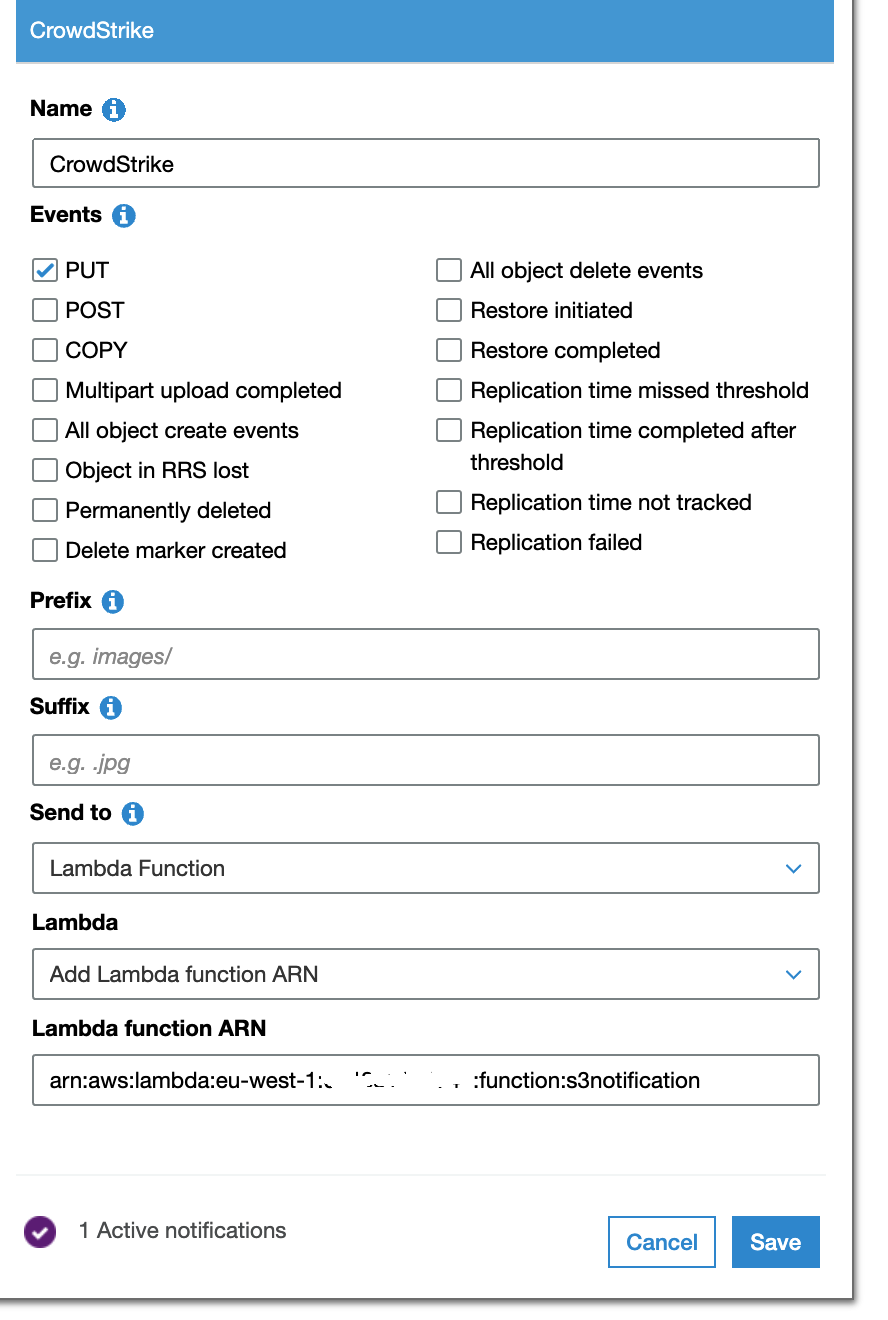 CrowdStrike
Name
CrowdStrike
Events
PUT
POST
COPY
Multipart upload completed
All object create events
Object in RRS lost
Permanently deleted
Delete marker created
All object delete events
Restore initiated
Restore completed
Replication time missed threshold
Replication time completed after
threshold
Replication time not tracked
Replication failed
Prefix
e.g. images/
Suffix
e.g. .jpg
Send to
Lambda Function
Lambda
Add Lambda function ARN
Lambda function ARN
arn:aws:lambda:eu-west-1: :function:s3notification
1 Active notifications
Cancel
Save